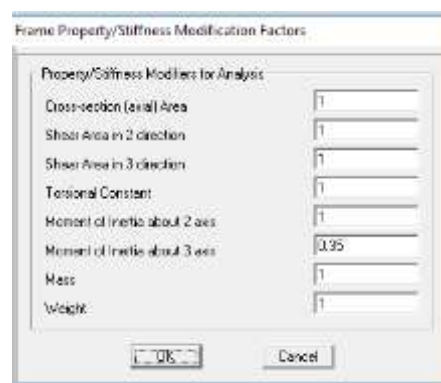 Frame Property/Stiffness Modification Factors
Property/Stiffness Modifiers for Analysis
Cross-section (axial) Area 1
Shear Area in 2 direction 1
Shear Area in 3 direction 1
Torsional Constant 1
Moment of Inertia about 2 axis 1
Moment of Inertia about 3 axis 0.35
Mass 1
Weight 1
OK Cancel